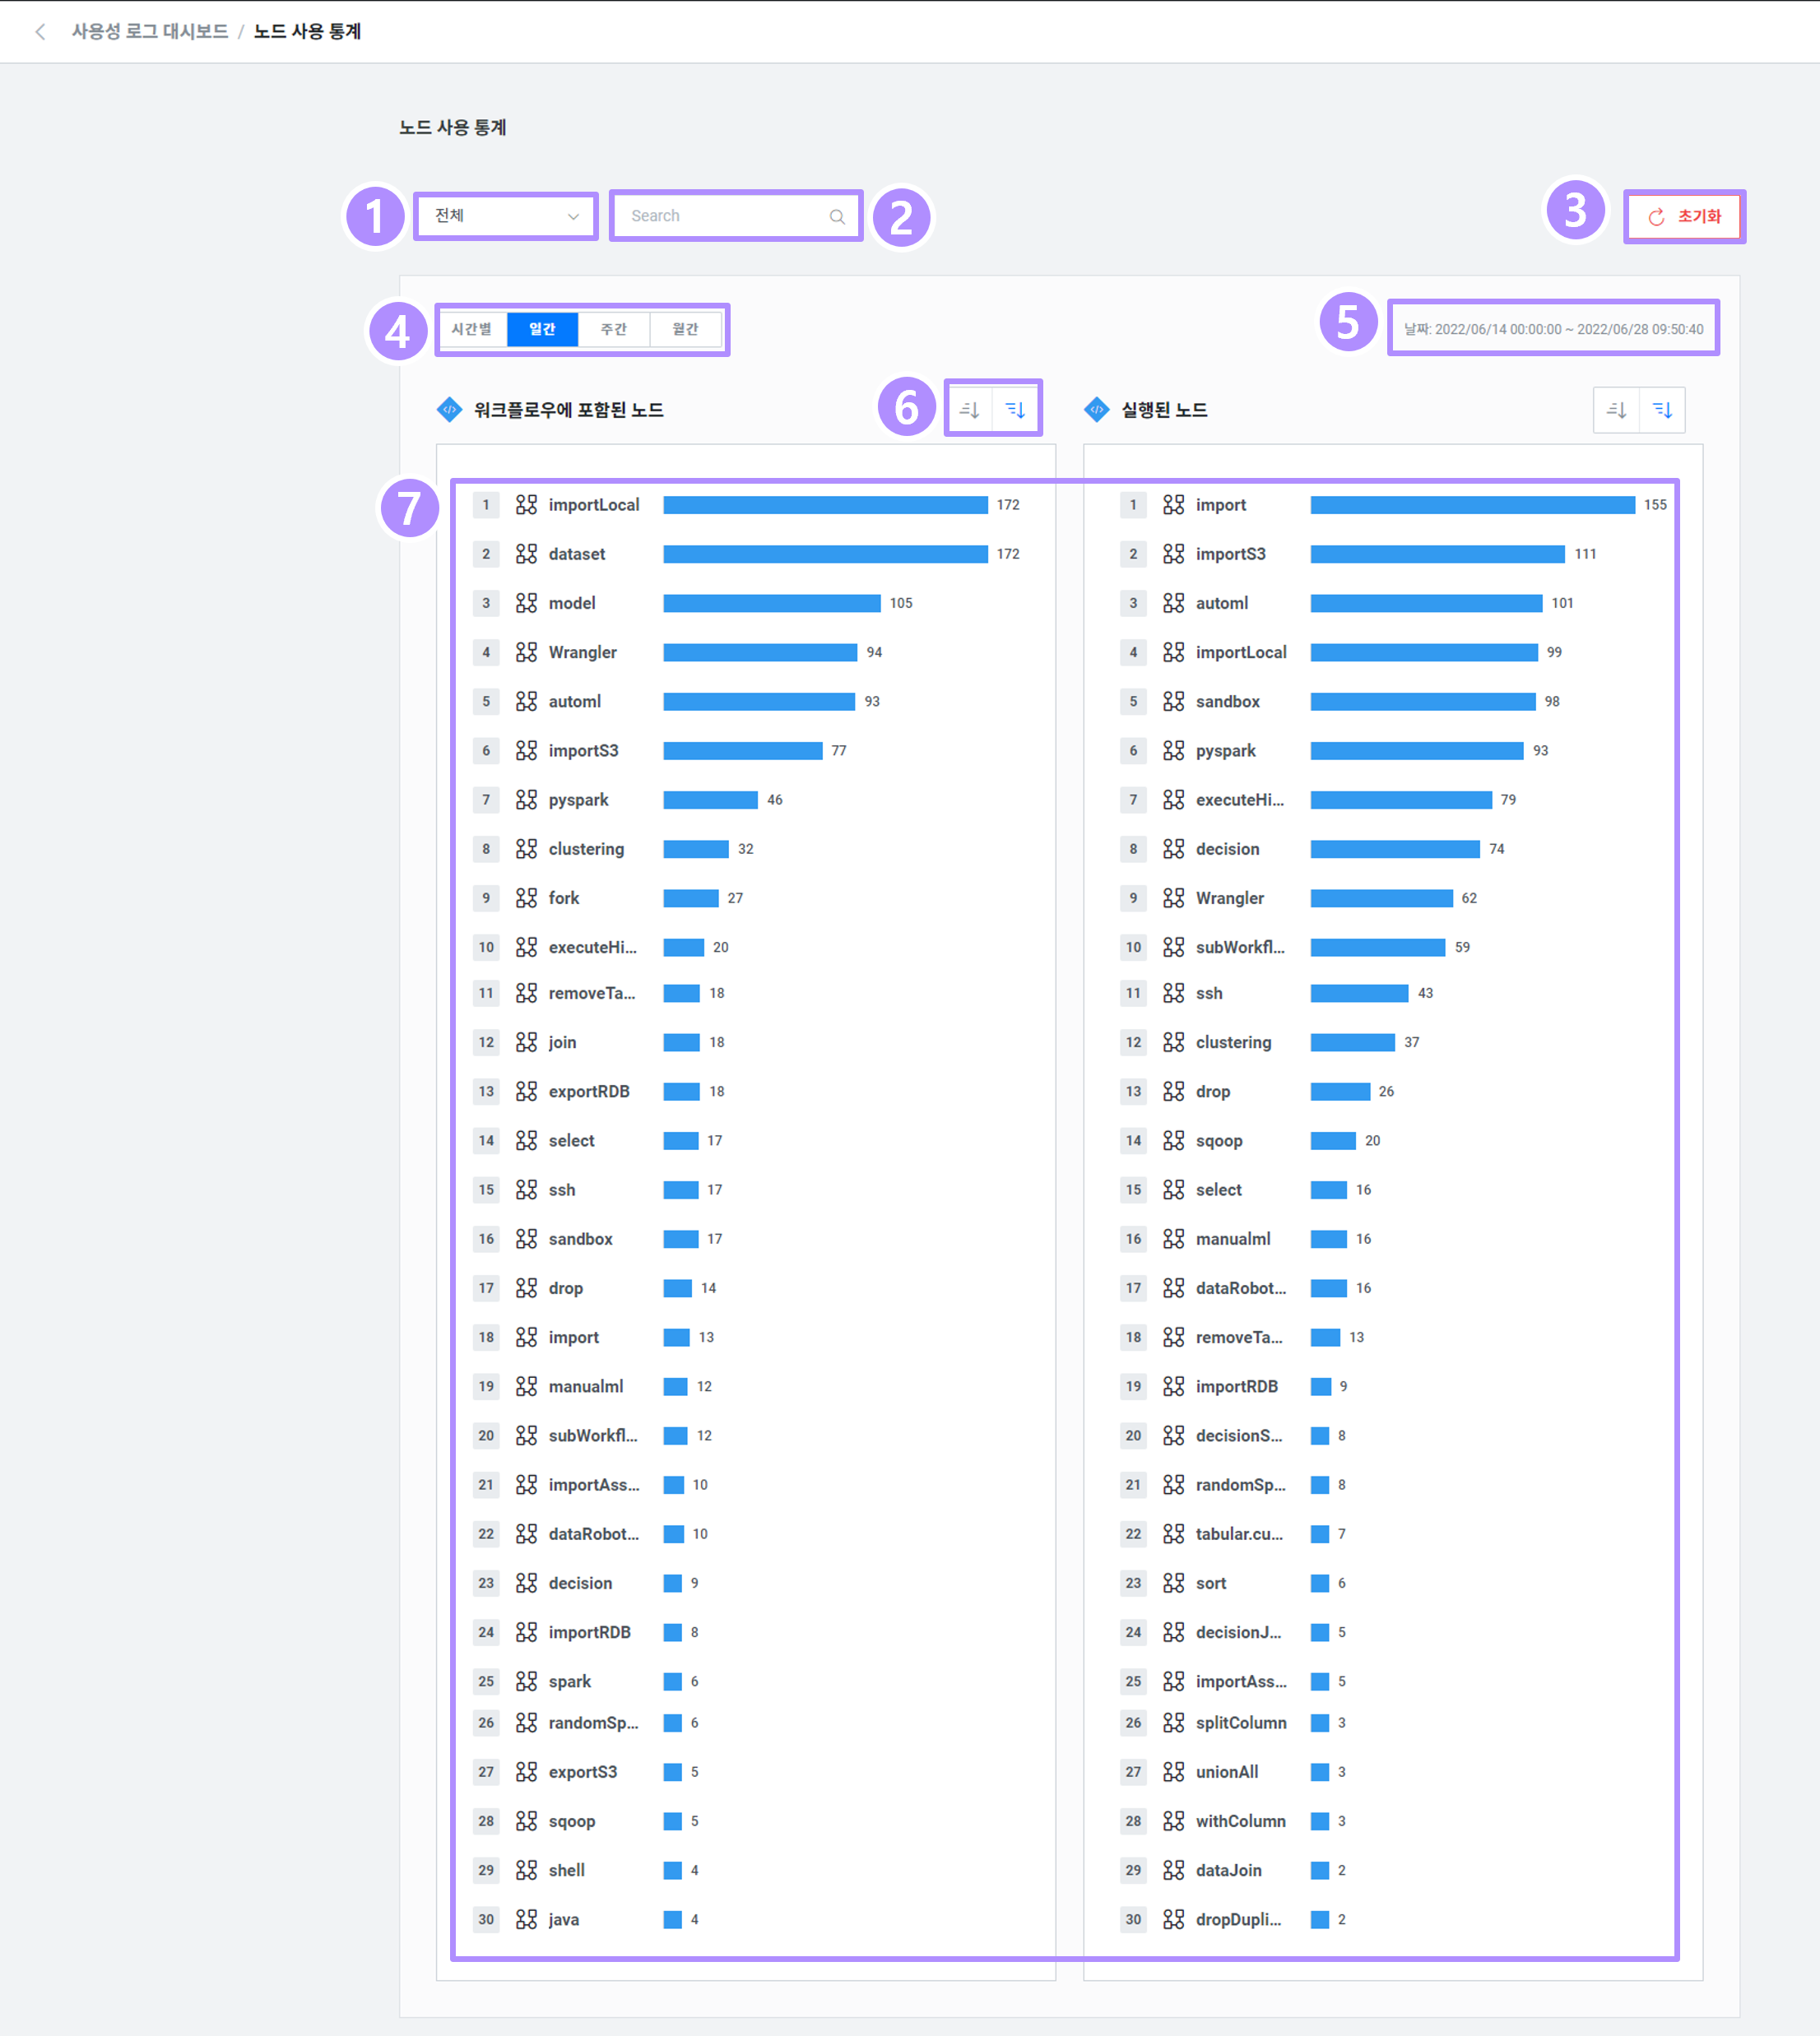 사용성 로그 대시보드 / 노드 사용 통계
노드 사용 통계
1 전체 Search 2 3 초기화
4 시간별 일간 주간 월간 5 날짜: 2022/06/14 00:00:00 ~ 2022/06/28 09:50:40
워크플로우에 포함된 노드 6 실행된 노드
7
1 importLocal 172
2 dataset 172
3 model 105
4 Wrangler 94
5 automl 93
6 importS3 77
7 pyspark 46
8 clustering 32
9 fork 27
10 executeHi... 20
11 removeTa... 18
12 join 18
13 exportRDB 18
14 select 17
15 ssh 17
16 sandbox 17
17 drop 14
18 import 13
19 manualml 12
20 subWorkfl... 12
21 importAss... 10
22 dataRobot... 10
23 decision 9
24 importRDB 8
25 spark 6
26 randomSp... 6
27 exportS3 5
28 sqoop 5
29 shell 4
30 java 4
1 import 155
2 importS3 111
3 automl 101
4 importLocal 99
5 sandbox 98
6 pyspark 93
7 executeHi... 79
8 decision 74
9 Wrangler 62
10 subWorkfl... 59
11 ssh 43
12 clustering 37
13 drop 26
14 sqoop 20
15 select 16
16 manualml 16
17 dataRobot... 16
18 removeTa... 13
19 importRDB 9
20 decisionS... 8
21 randomSp... 8
22 tabular.cu... 7
23 sort 6
24 decisionJ... 5
25 importAss... 5
26 splitColumn 3
27 unionAll 3
28 withColumn 3
29 dataJoin 2
30 dropDupli... 2